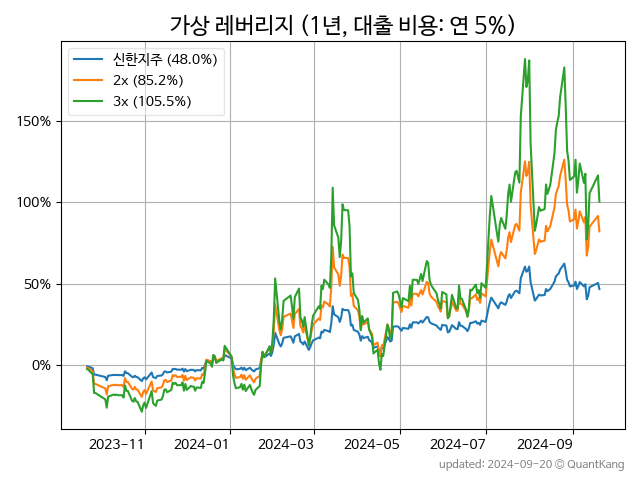 가상 레버리지 (1년, 대출 비용: 연 5%)
신한지주 (48.0%)
2x (85.2%)
3x (105.5%)
150%
100%
50%
0%
2023-11 2024-01 2024-03 2024-05 2024-07 2024-09
updated: 2024-09-20 © QuantKang